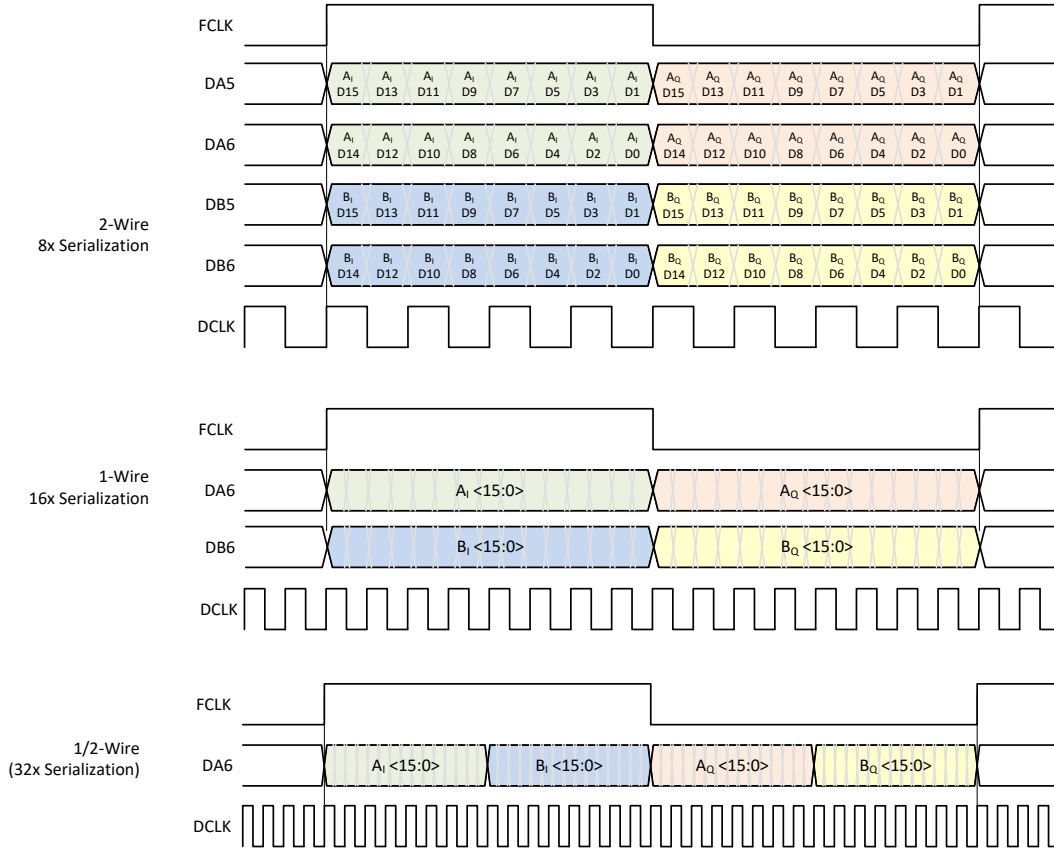 FCLK
DA5
A_I A_I A_I A_I A_I A_I A_I A_I A_Q A_Q A_Q A_Q A_Q A_Q A_Q A_Q
D15 D13 D11 D9 D7 D5 D3 D1 D15 D13 D11 D9 D7 D5 D3 D1
DA6
A_I A_I A_I A_I A_I A_I A_I A_I A_Q A_Q A_Q A_Q A_Q A_Q A_Q A_Q
D14 D12 D10 D8 D6 D4 D2 D0 D14 D12 D10 D8 D6 D4 D2 D0
2-Wire
8x Serialization
DB5
B_I B_I B_I B_I B_I B_I B_I B_I B_Q B_Q B_Q B_Q B_Q B_Q B_Q B_Q
D15 D13 D11 D9 D7 D5 D3 D1 D15 D13 D11 D9 D7 D5 D3 D1
DB6
B_I B_I B_I B_I B_I B_I B_I B_I B_Q B_Q B_Q B_Q B_Q B_Q B_Q B_Q
D14 D12 D10 D8 D6 D4 D2 D0 D14 D12 D10 D8 D6 D4 D2 D0
DCLK
FCLK
1-Wire
16x Serialization
DA6 A_I <15:0> A_Q <15:0>
DB6 B_I <15:0> B_Q <15:0>
DCLK
FCLK
1/2-Wire
(32x Serialization)
DA6 A_I <15:0> B_I <15:0> A_Q <15:0> B_Q <15:0>
DCLK